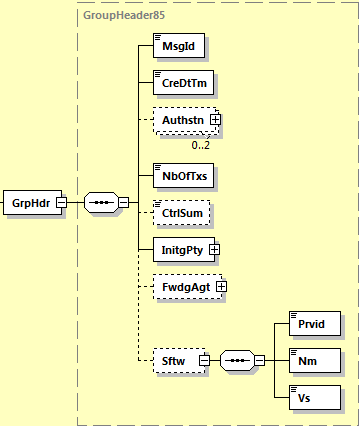 GroupHeader85
MsgId
CreDtTm
Authstn
0..2
NbOfTxs
GrpHdr
CtrlSum
InitgPty
FwdgAgt
Prvid
Sftw
Nm
Vs